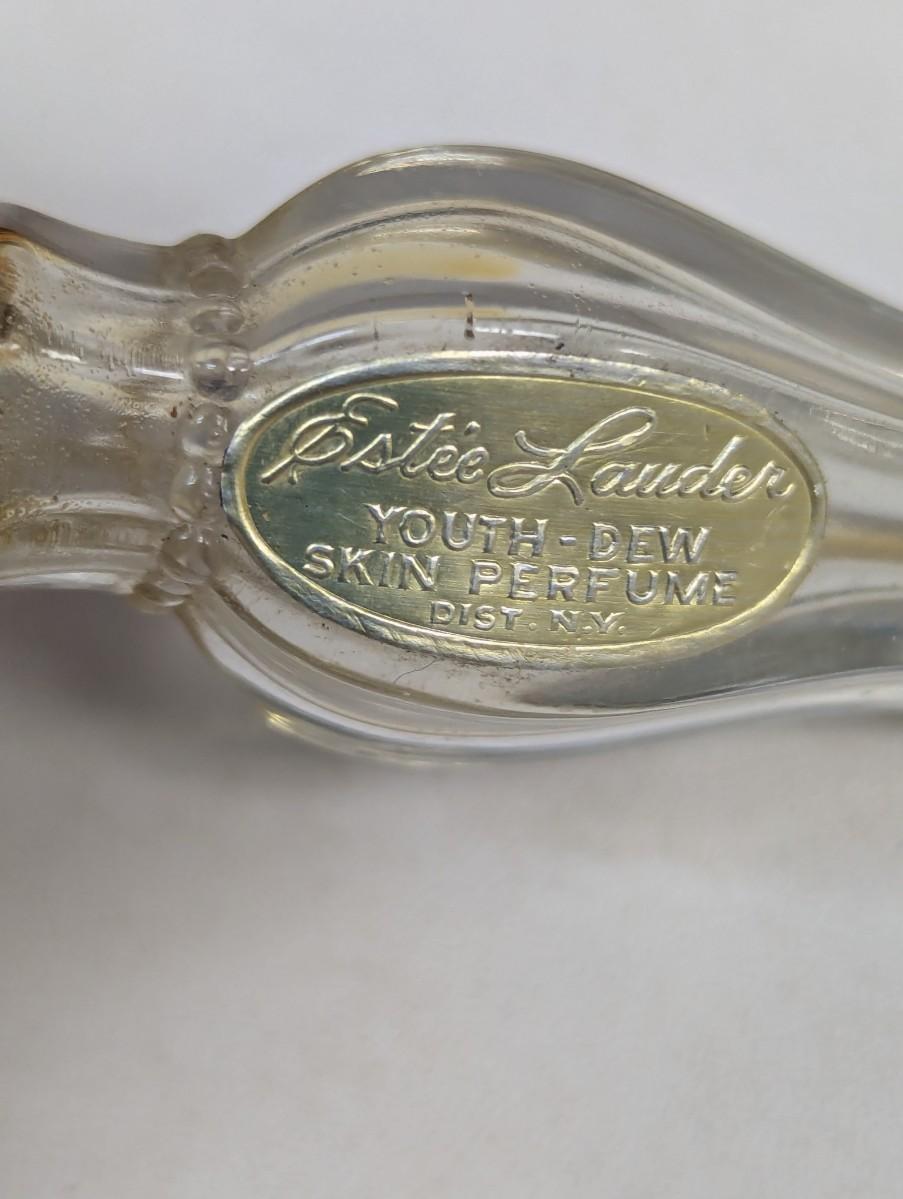 Estée Lauder
YOUTH-DEW
SKIN PERFUME
DIST. N.Y.